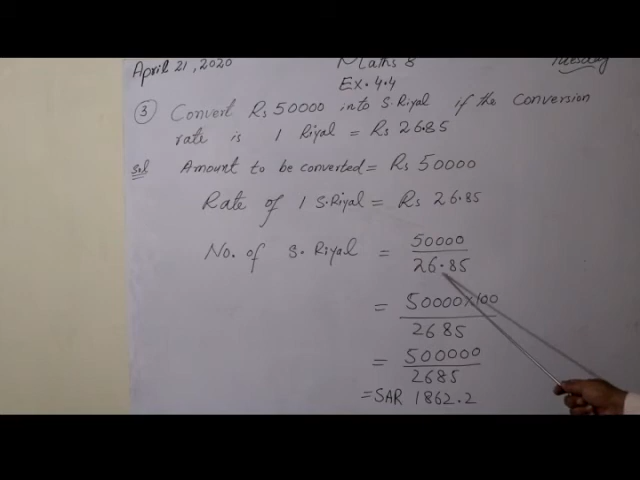 April 21, 2020 Maths 8 Tuesday
Ex. 4.4
③ Convert Rs 50000 into S.Riyal if the Conversion
rate is 1 Riyal = Rs 26.85
Sol Amount to be converted = Rs 50000
Rate of 1 S.Riyal = Rs 26.85
No. of S. Riyal = 50000 / 26.85
= 50000×100 / 2685
= 500000 / 2685
= SAR 1862.2